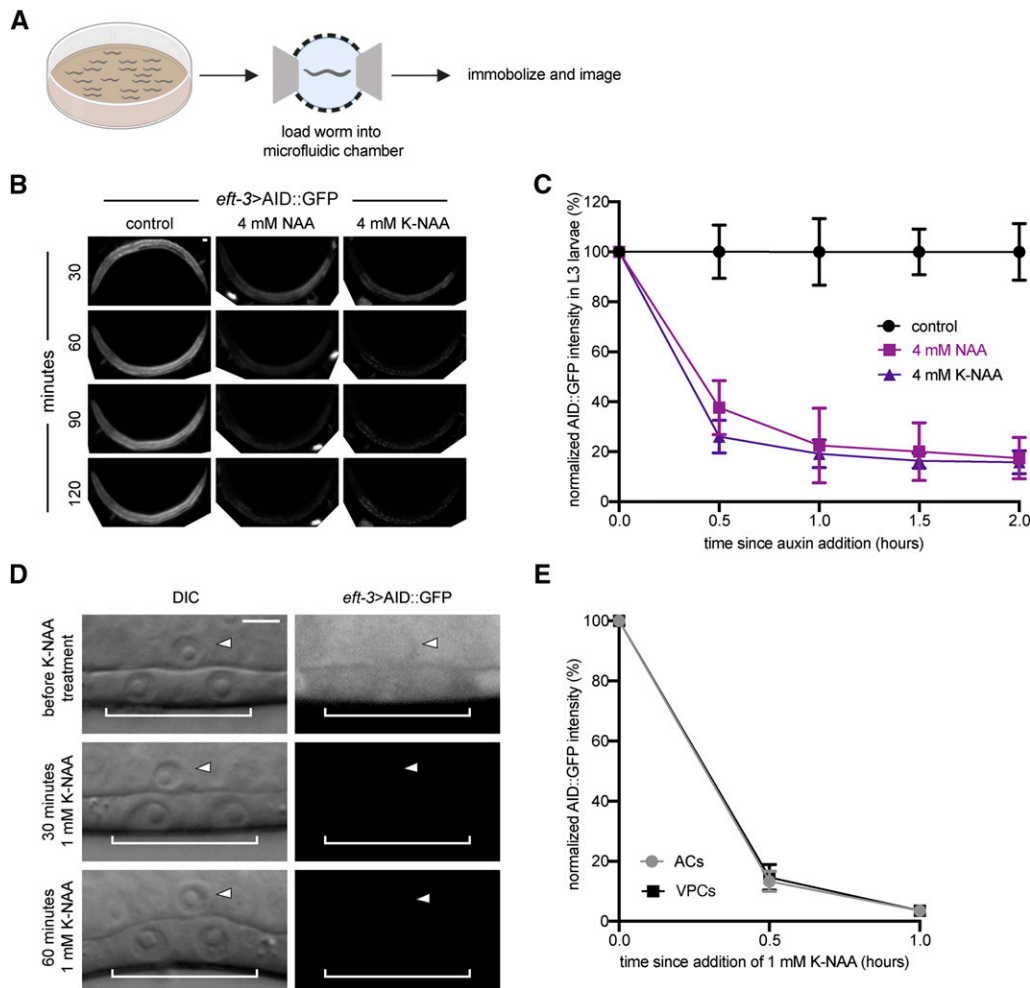 A
load worm into
microfluidic chamber
immobolize and image
B
eft-3>AID::GFP
control
4 mM NAA
4 mM K-NAA
minutes
30
60
90
120
C
normalized AID::GFP intensity in L3 larvae (%)
120
100
80
60
40
20
0
0.0
0.5
1.0
1.5
2.0
time since auxin addition (hours)
control
4 mM NAA
4 mM K-NAA
D
DIC
eft-3>AID::GFP
before K-NAA
treatment
30 minutes
1 mM K-NAA
60 minutes
1 mM K-NAA
E
normalized AID::GFP intensity (%)
100
80
60
40
20
0
0.0
0.5
1.0
time since addition of 1 mM K-NAA (hours)
ACs
VPCs